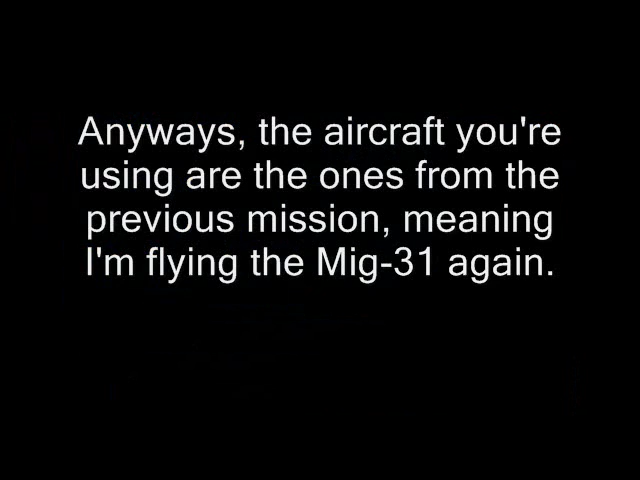 Anyways, the aircraft you're
using are the ones from the
previous mission, meaning
I'm flying the Mig-31 again.